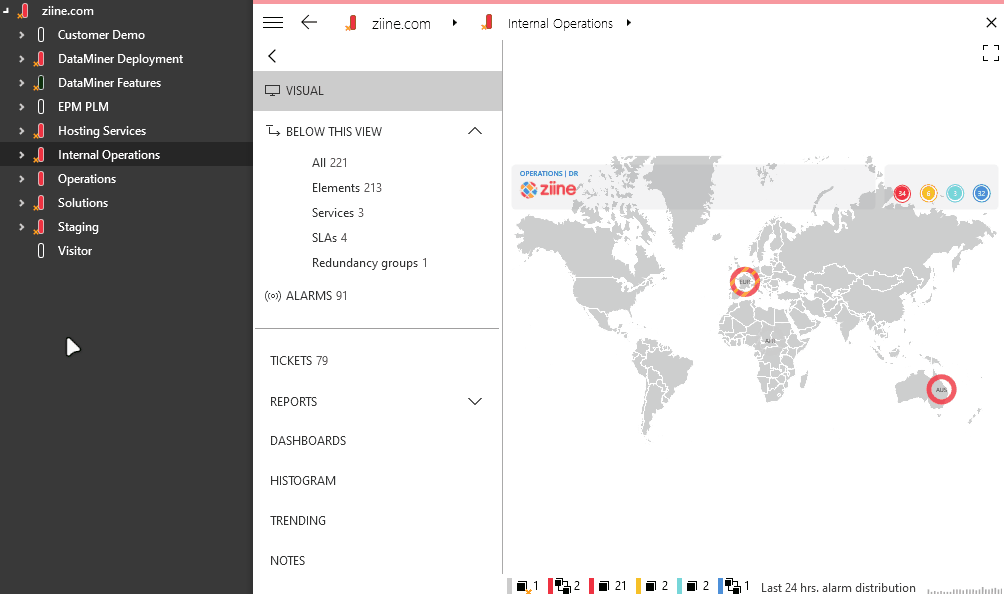 ziine.com
Customer Demo
DataMiner Deployment
DataMiner Features
EPM PLM
Hosting Services
Internal Operations
Operations
Solutions
Staging
Visitor
ziine.com
Internal Operations
VISUAL
BELOW THIS VIEW
All 221
Elements 213
Services 3
SLAs 4
Redundancy groups 1
ALARMS 91
TICKETS 79
REPORTS
DASHBOARDS
HISTOGRAM
TRENDING
NOTES
OPERATIONS | DR
ziine
34 6 3 32
EUR
AFR
AUS
1 2 21 2 2 1 Last 24 hrs. alarm distribution